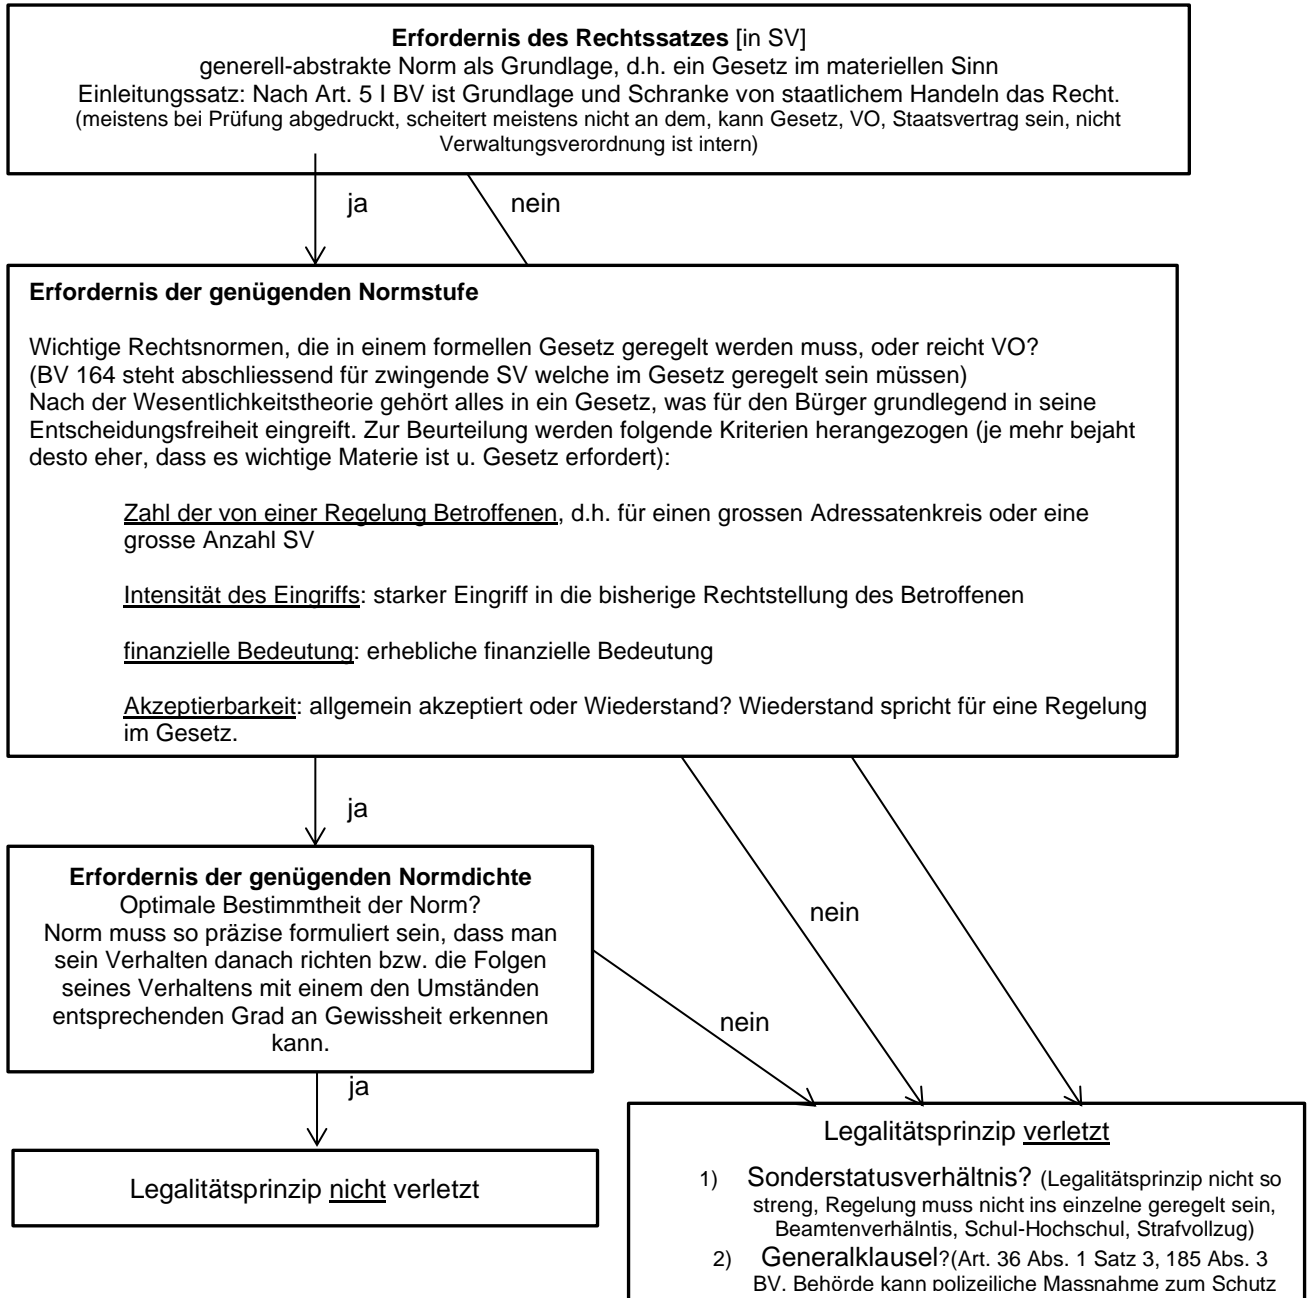 Erfordernis des Rechtssatzes [in SV]
generell-abstrakte Norm als Grundlage, d.h. ein Gesetz im materiellen Sinn
Einleitungssatz: Nach Art. 5 I BV ist Grundlage und Schranke von staatlichem Handeln das Recht.
(meistens bei Prüfung abgedruckt, scheitert meistens nicht an dem, kann Gesetz, VO, Staatsvertrag sein, nicht
Verwaltungsverordnung ist intern)
ja
nein
Erfordernis der genügenden Normstufe
Wichtige Rechtsnormen, die in einem formellen Gesetz geregelt werden muss, oder reicht VO?
(BV 164 steht abschliessend für zwingende SV welche im Gesetz geregelt sein müssen)
Nach der Wesentlichkeitstheorie gehört alles in ein Gesetz, was für den Bürger grundlegend in seine
Entscheidungsfreiheit eingreift. Zur Beurteilung werden folgende Kriterien herangezogen (je mehr bejaht
desto eher, dass es wichtige Materie ist u. Gesetz erfordert):
Zahl der von einer Regelung Betroffenen, d.h. für einen grossen Adressatenkreis oder eine
grosse Anzahl SV
Intensität des Eingriffs: starker Eingriff in die bisherige Rechtstellung des Betroffenen
finanzielle Bedeutung: erhebliche finanzielle Bedeutung
Akzeptierbarkeit: allgemein akzeptiert oder Wiederstand? Wiederstand spricht für eine Regelung
im Gesetz.
ja
nein
Erfordernis der genügenden Normdichte
Optimale Bestimmtheit der Norm?
Norm muss so präzise formuliert sein, dass man
sein Verhalten danach richten bzw. die Folgen
seines Verhaltens mit einem den Umständen
entsprechenden Grad an Gewissheit erkennen
kann.
nein
ja
Legalitätsprinzip nicht verletzt
Legalitätsprinzip verletzt
1) Sonderstatusverhältnis? (Legalitätsprinzip nicht so
streng, Regelung muss nicht ins einzelne geregelt sein,
Beamtenverhälntis, Schul-Hochschul, Strafvollzug)
2) Generalklausel?(Art. 36 Abs. 1 Satz 3, 185 Abs. 3
BV. Behörde kann polizeiliche Massnahme zum Schutz